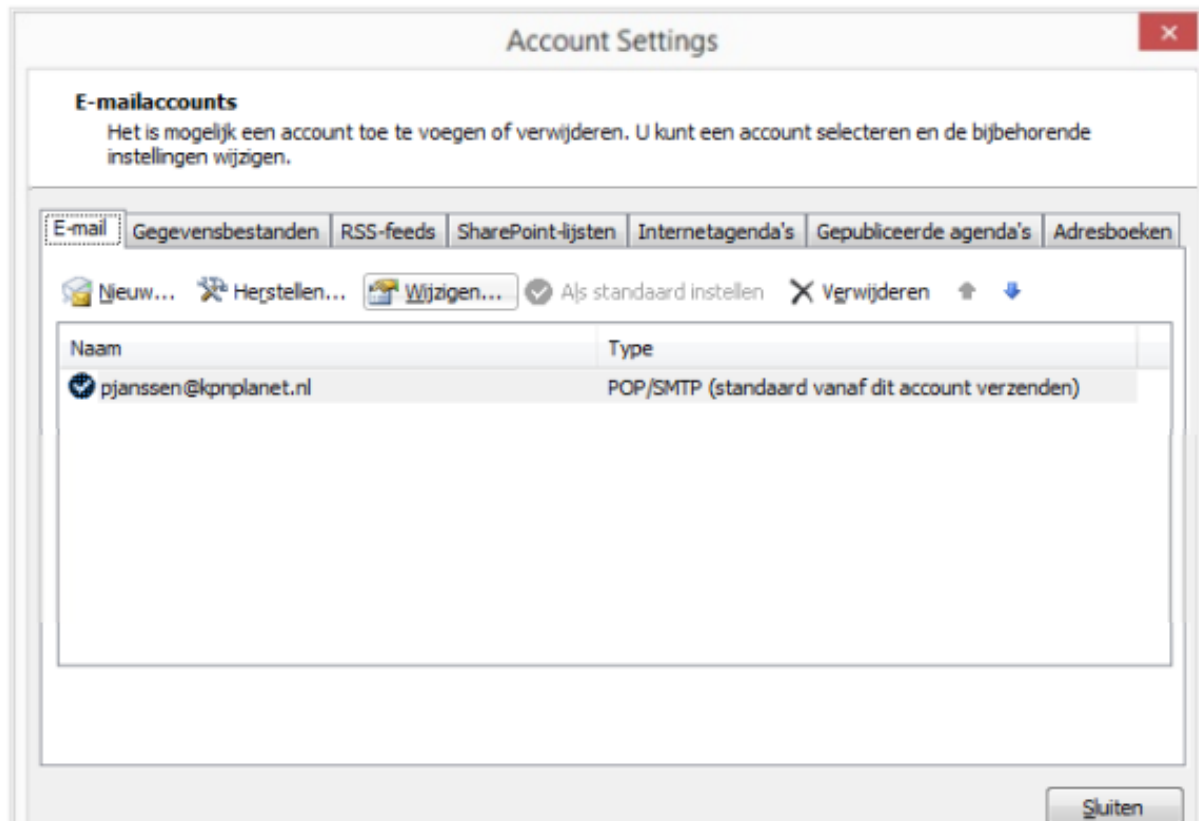 Account Settings
E-mailaccounts
Het is mogelijk een account toe te voegen of verwijderen. U kunt een account selecteren en de bijbehorende
instellingen wijzigen.
E-mail Gegevensbestanden RSS-feeds SharePoint-lijsten Internetagenda's Gepubliceerde agenda's Adresboeken
Nieuw... Herstellen... Wijzigen... Als standaard instellen Verwijderen
Naam Type
pjanssen@kpnplanet.nl POP/SMTP (standaard vanaf dit account verzenden)
Sluiten